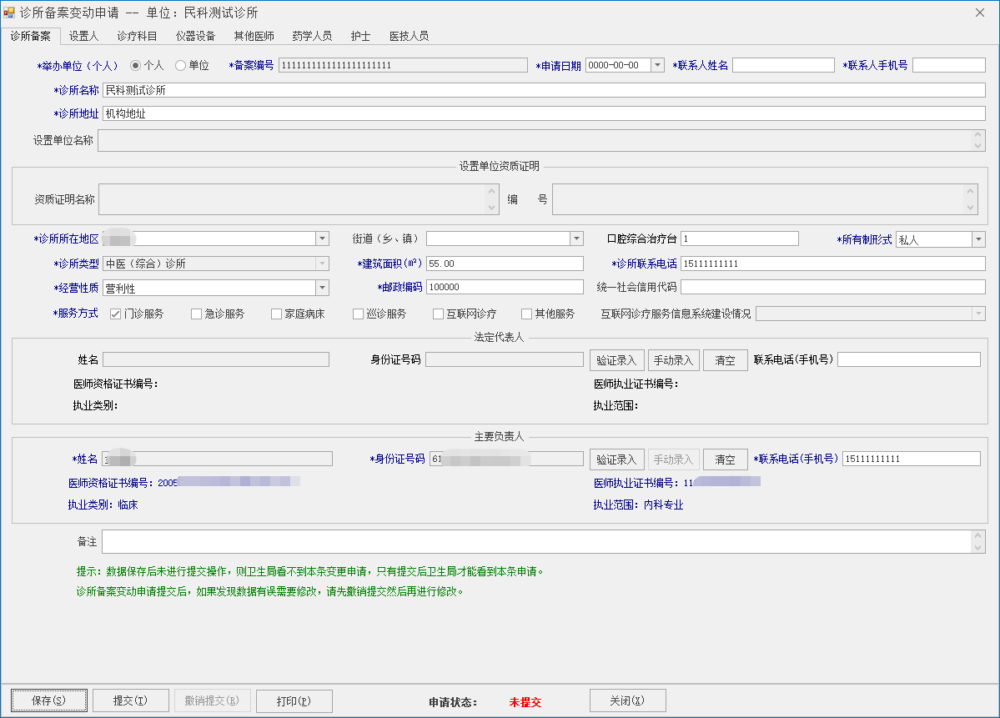 诊所备案变动申请 -- 单位：民科测试诊所
诊所备案 设置人 诊疗科目 仪器设备 其他医师 药学人员 护士 医技人员
*举办单位（个人） 个人 单位 *备案编号 1111111111111111111111 *申请日期 0000-00-00 *联系人姓名 *联系人手机号
*诊所名称 民科测试诊所
*诊所地址 机构地址
设置单位名称
设置单位资质证明
资质证明名称 编 号
*诊所所在地区 街道（乡、镇） 口腔综合治疗台 1 *所有制形式 私人
*诊所类型 中医（综合）诊所 *建筑面积(㎡) 55.00 *诊所联系电话 15111111111
*经营性质 营利性 *邮政编码 100000 统一社会信用代码
*服务方式 门诊服务 急诊服务 家庭病床 巡诊服务 互联网诊疗 其他服务 互联网诊疗服务信息系统建设情况
法定代表人
姓名 身份证号码 验证录入 手动录入 清空 联系电话(手机号)
医师资格证书编号： 医师执业证书编号：
执业类别： 执业范围：
主要负责人
*姓名 *身份证号码 61 验证录入 手动录入 清空 *联系电话(手机号) 15111111111
医师资格证书编号：2005 医师执业证书编号：11
执业类别：临床 执业范围：内科专业
备注
提示：数据保存后未进行提交操作，则卫生局看不到本条变更申请，只有提交后卫生局才能看到本条申请。
诊所备案变动申请提交后，如果发现数据有误需要修改，请先撤销提交然后再进行修改。
保存(S) 提交(T) 撤销提交(R) 打印(P) 申请状态： 未提交 关闭(X)